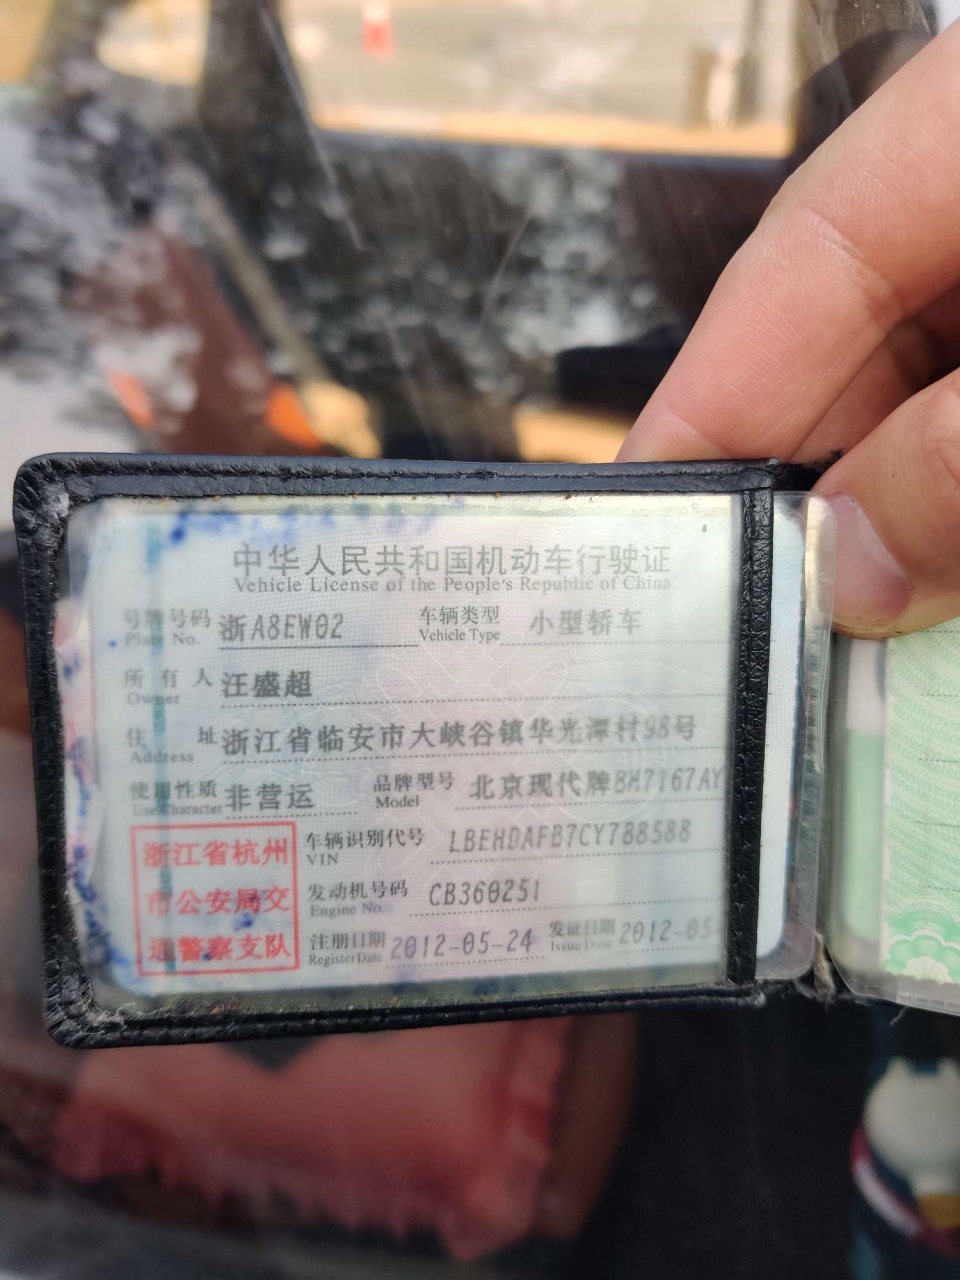 中华人民共和国机动车行驶证
Vehicle License of the People's Republic of China
号牌号码 浙A8EW02 车辆类型 小型轿车
Plate No. Vehicle Type
所有人 汪盛超
Owner
住址 浙江省临安市大峡谷镇华光潭村98号
Address
使用性质 非营运 品牌型号 北京现代牌BH7167AY
Use Character Model
浙江省杭州
市公安局交
通警察支队
车辆识别代号 LBEHDAFB7CY788588
VIN
发动机号码 CB360251
Engine No.
注册日期 2012-05-24 发证日期 2012-05-
Register Date Issue Date